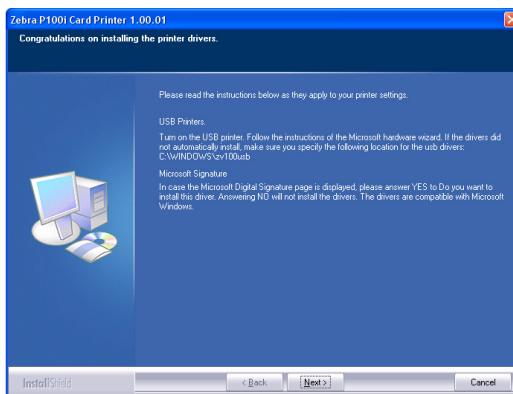 Zebra P100i Card Printer 1.00.01
Congratulations on installing the printer drivers.
Please read the instructions below as they apply to your printer settings.
USB Printers.
Turn on the USB printer. Follow the instructions of the Microsoft hardware wizard. If the drivers did
not automatically install, make sure you specify the following location for the usb drivers:
C:\WINDOWS\zv100usb
Microsoft Signature
In case the Microsoft Digital Signature page is displayed, please answer YES to Do you want to
install this driver. Answering NO will not install the drivers. The drivers are compatible with Microsoft
Windows.
InstallShield
< Back Next > Cancel